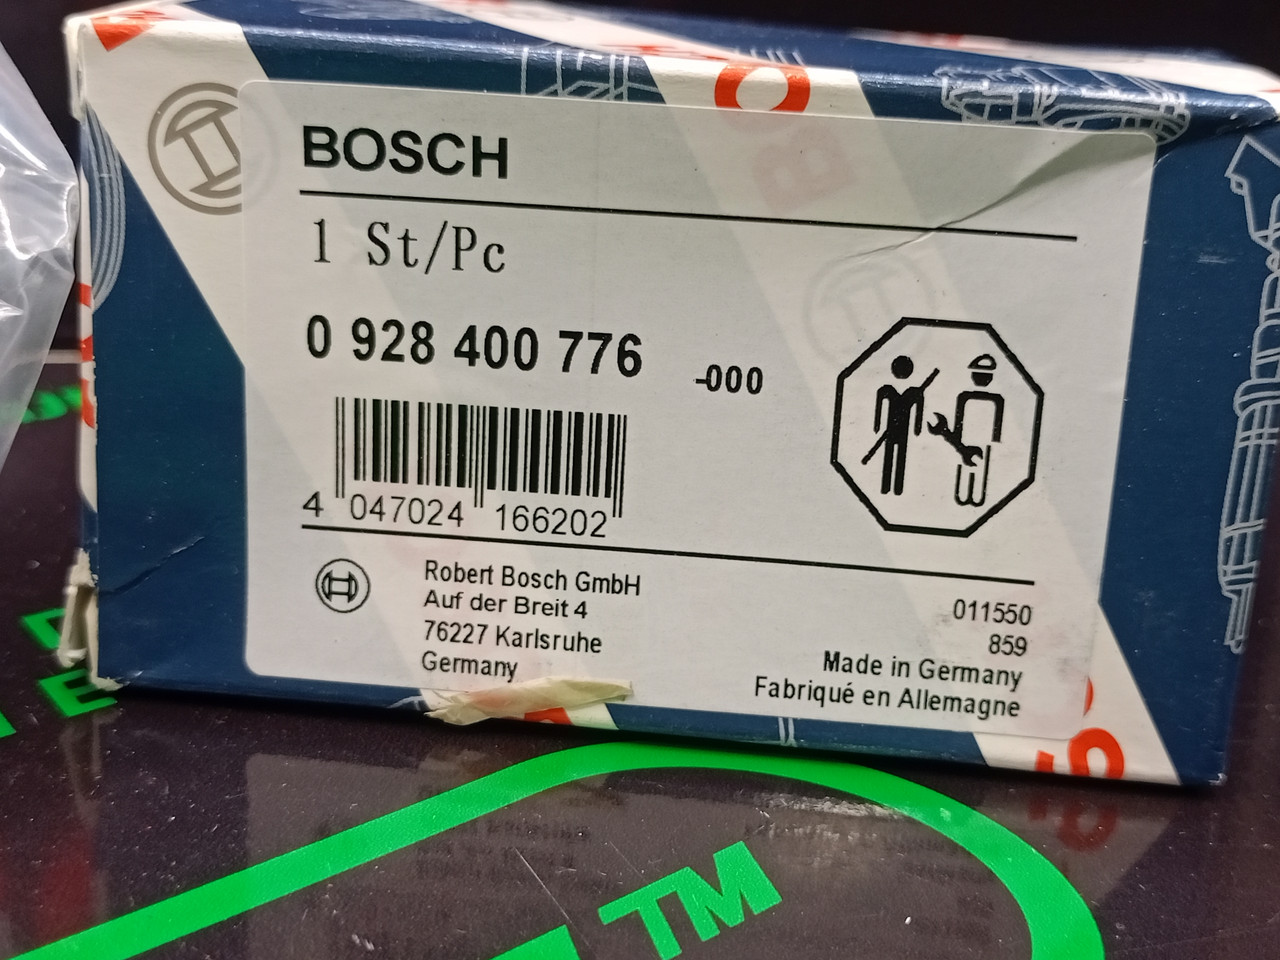 BOSCH
1 St/Pc
0 928 400 776 -000
4 047024 166202
Robert Bosch GmbH
Auf der Breit 4
76227 Karlsruhe
Germany
011550
859
Made in Germany
Fabriqué en Allemagne
TM